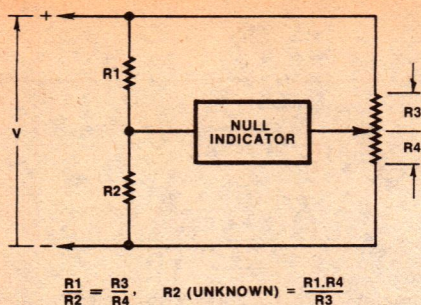 +
R1
V
NULL
INDICATOR
R3
R4
R2
−
R1/R2 = R3/R4, R2 (UNKNOWN) = R1.R4/R3